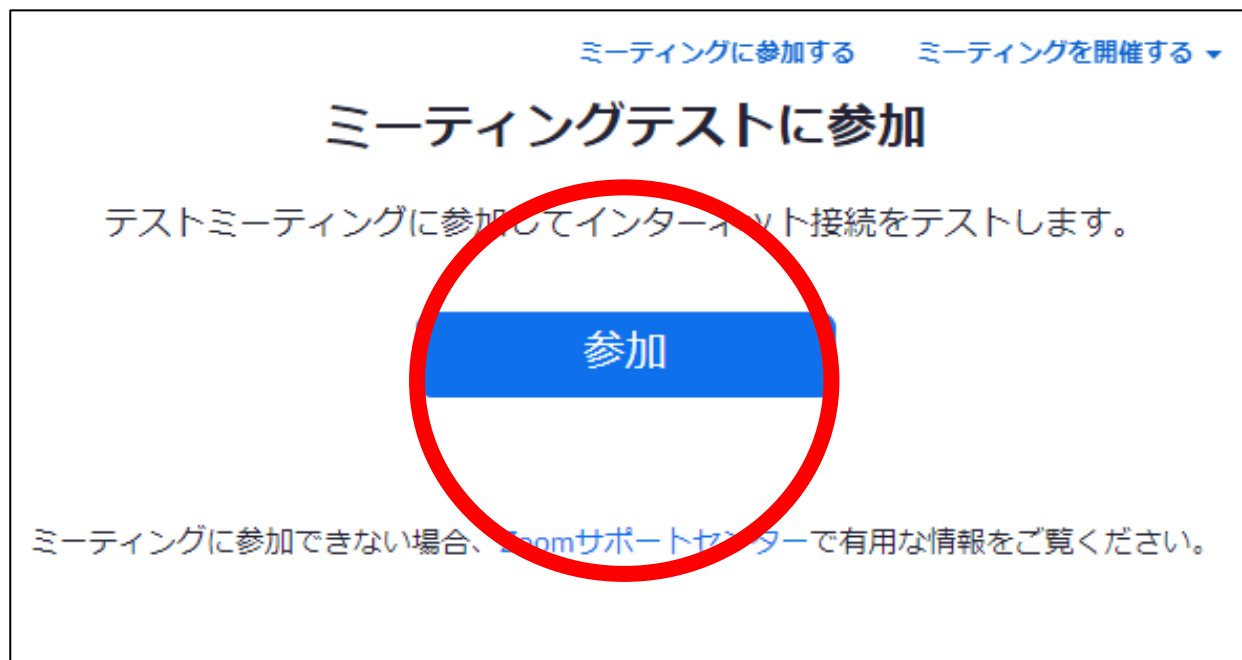 ミーティングに参加する ミーティングを開催する
ミーティングテストに参加
テストミーティングに参加してインターネット接続をテストします。
参加
ミーティングに参加できない場合、Zoomサポートセンターで有用な情報をご覧ください。